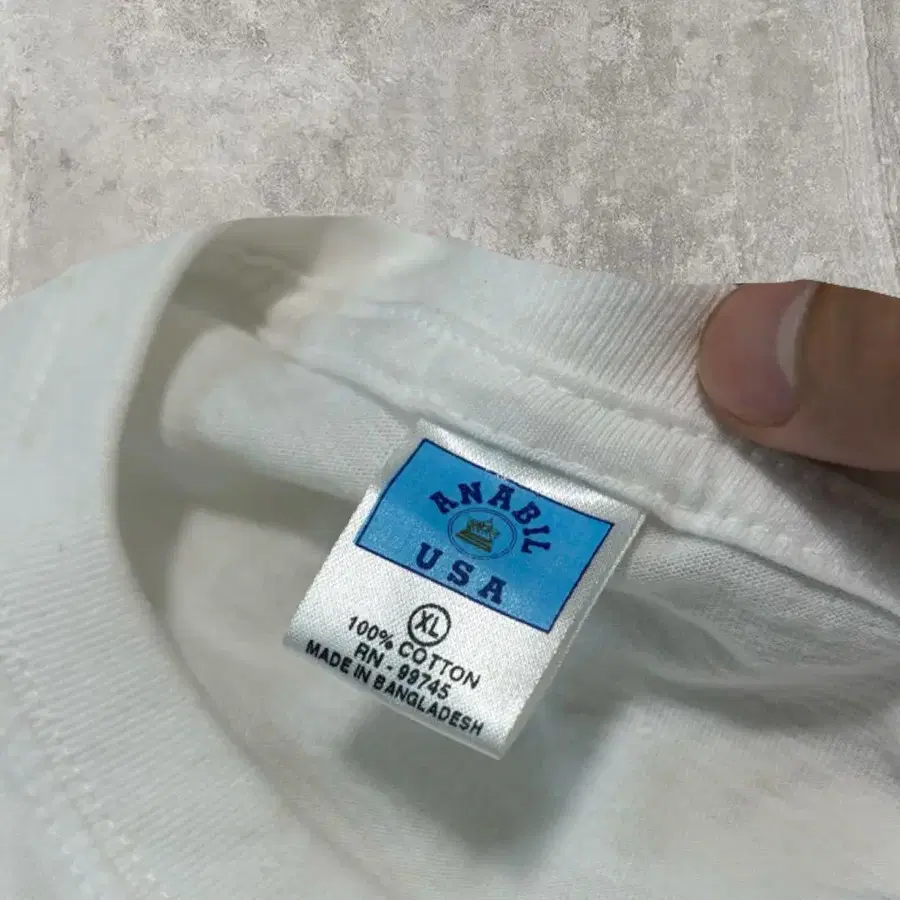 ANABIL
USA
XL
100% COTTON
RN - 99745
MADE IN BANGLADESH